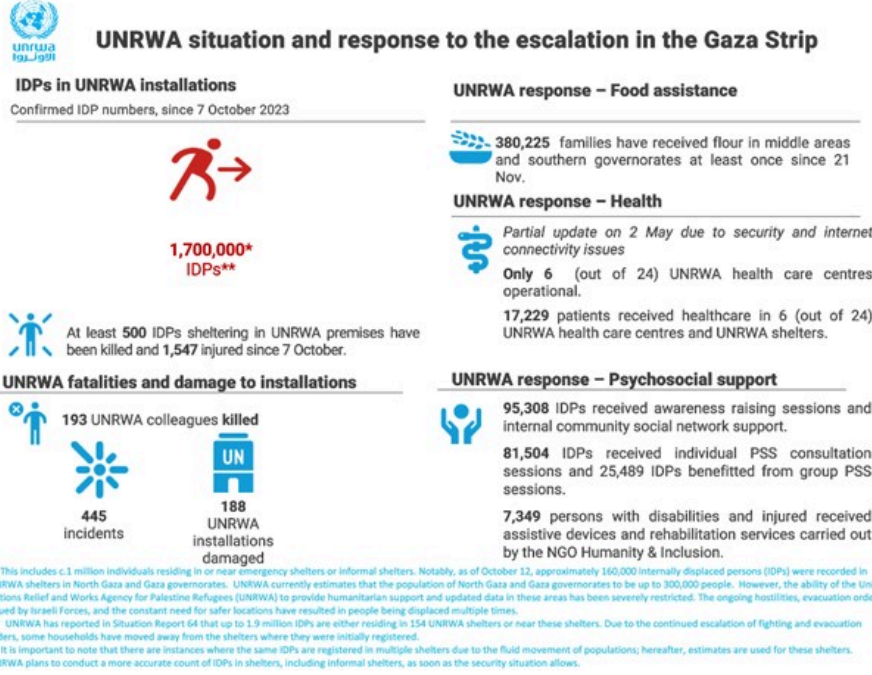 unrwa
الأونروا
UNRWA situation and response to the escalation in the Gaza Strip
IDPs in UNRWA installations
Confirmed IDP numbers, since 7 October 2023
1,700,000*
IDPs**
At least 500 IDPs sheltering in UNRWA premises have
been killed and 1,547 injured since 7 October.
UNRWA fatalities and damage to installations
193 UNRWA colleagues killed
UN
445
incidents
188
UNRWA
installations
damaged
UNRWA response – Food assistance
380,225 families have received flour in middle areas
and southern governorates at least once since 21
Nov.
UNRWA response – Health
Partial update on 2 May due to security and internet
connectivity issues
Only 6 (out of 24) UNRWA health care centres
operational.
17,229 patients received healthcare in 6 (out of 24)
UNRWA health care centres and UNRWA shelters.
UNRWA response – Psychosocial support
95,308 IDPs received awareness raising sessions and
internal community social network support.
81,504 IDPs received individual PSS consultation
sessions and 25,489 IDPs benefitted from group PSS
sessions.
7,349 persons with disabilities and injured received
assistive devices and rehabilitation services carried out
by the NGO Humanity & Inclusion.
This includes c.1 million individuals residing in or near emergency shelters or informal shelters. Notably, as of October 12, approximately 160,000 internally displaced persons (IDPs) were recorded in
RWA shelters in North Gaza and Gaza governorates. UNRWA currently estimates that the population of North Gaza and Gaza governorates to be up to 300,000 people. However, the ability of the Uni
tions Relief and Works Agency for Palestine Refugees (UNRWA) to provide humanitarian support and updated data in these areas has been severely restricted. The ongoing hostilities, evacuation orde
ued by Israeli Forces, and the constant need for safer locations have resulted in people being displaced multiple times.
UNRWA has reported in Situation Report 64 that up to 1.9 million IDPs are either residing in 154 UNRWA shelters or near these shelters. Due to the continued escalation of fighting and evacuation
ders, some households have moved away from the shelters where they were initially registered.
It is important to note that there are instances where the same IDPs are registered in multiple shelters due to the fluid movement of populations; hereafter, estimates are used for these shelters.
RWA plans to conduct a more accurate count of IDPs in shelters, including informal shelters, as soon as the security situation allows.